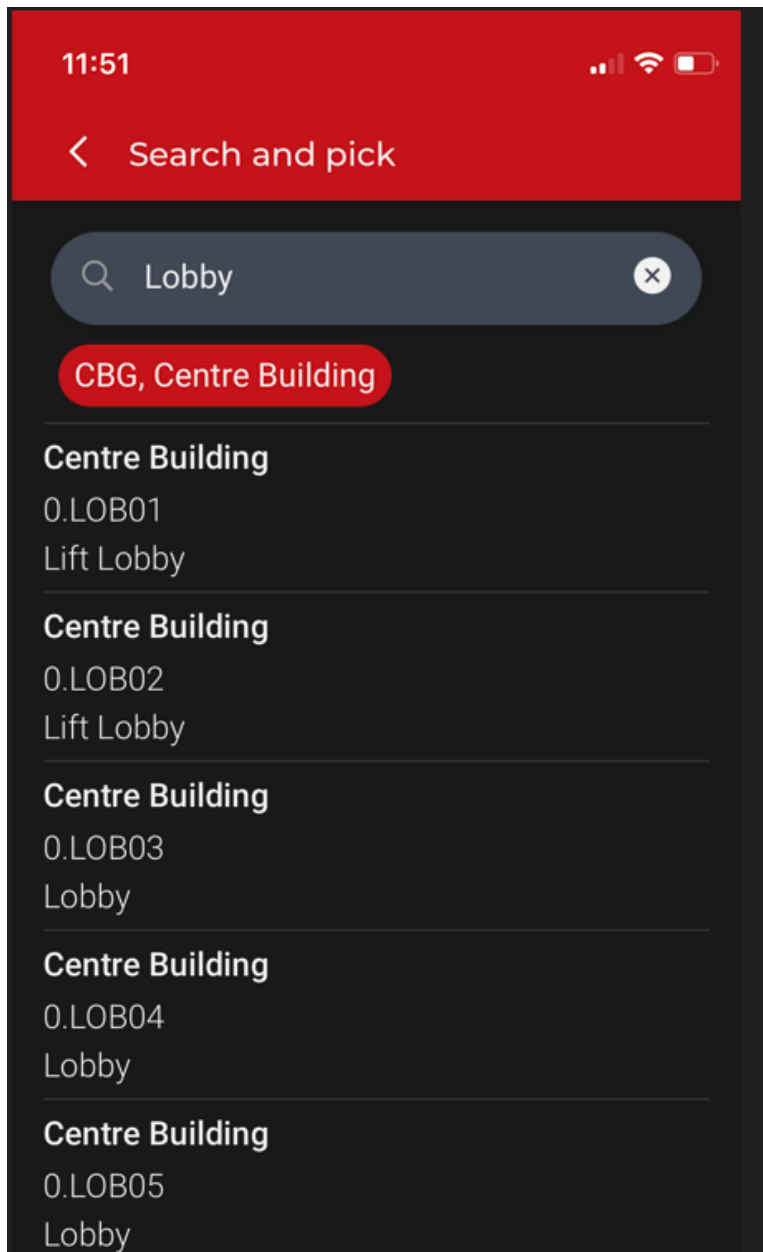 11:51
Search and pick
Lobby
CBG, Centre Building
Centre Building
0.LOB01
Lift Lobby
Centre Building
0.LOB02
Lift Lobby
Centre Building
0.LOB03
Lobby
Centre Building
0.LOB04
Lobby
Centre Building
0.LOB05
Lobby